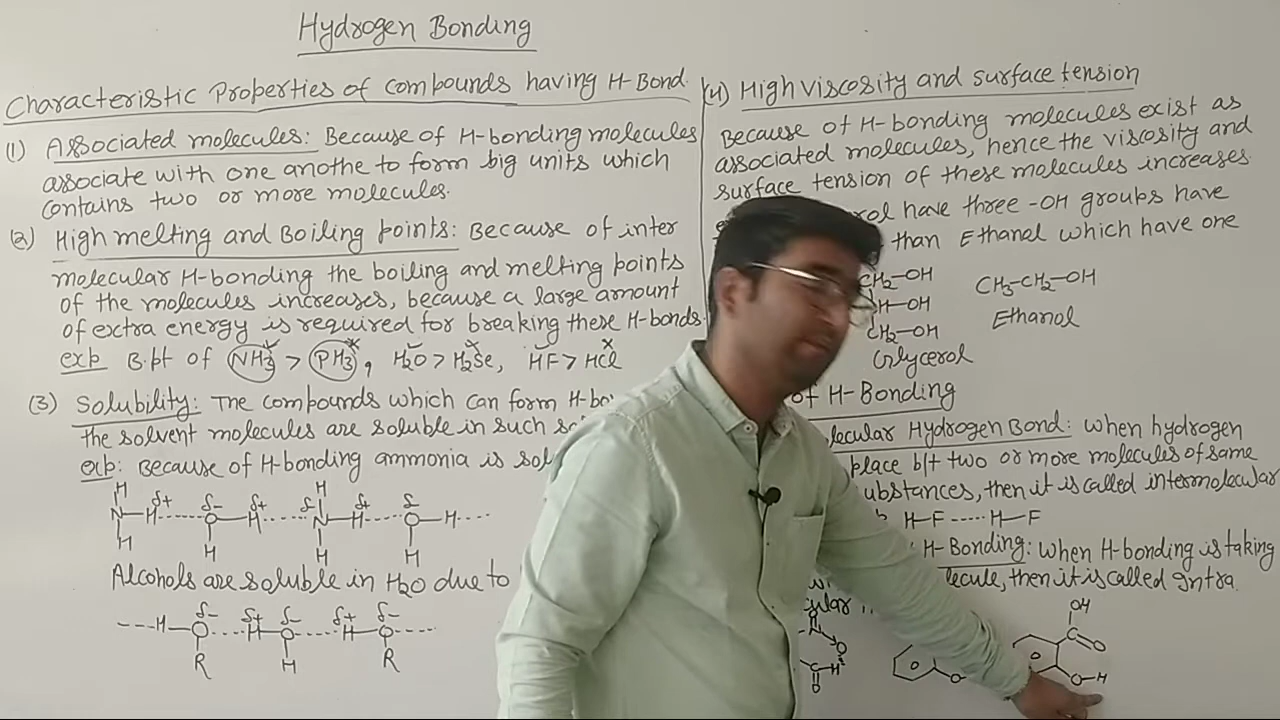 Hydrogen Bonding
Characteristic Properties of compounds having H-Bond.
(1) Associated molecules: Because of H-bonding molecules
associate with one anothe to form big units which
contains two or more molecules.
(2) High melting and Boiling points: Because of inter
molecular H-bonding the boiling and melting points
of the molecules increases, because a large amount
of extra energy is required for breaking these H-bonds.
exp B.pt of NH3 > PH3, H2O > H2Se, HF > HCl
(3) Solubility: The compounds which can form H-bo
the solvent molecules are soluble in such so
exp: Because of H-bonding ammonia is sol
H H
δ+ δ- δ+ δ- δ+ δ-
N-H-----O-H----N-H----O-H----
H H H H
Alcohols are soluble in H2O due to
δ- δ+ δ- δ+ δ-
---H-O----H-O-----H-O----
R H R
(4) High viscosity and surface tension
Because of H-bonding molecules exist as
associated molecules, hence the viscosity and
surface tension of these molecules increases.
rol have three -OH groups have
than Ethanol which have one
CH2-OH CH3-CH2-OH
H-OH
CH2-OH Ethanol
Glycerol
of H-Bonding
lecular Hydrogen Bond: when hydrogen
place b/t two or more molecules of same
ubstances, then it is called intermolecular
H-F-----H-F
H-Bonding: when H-bonding is taking
lecule, then it is called Intra.
OH
N O C O
C-H O O-H
O